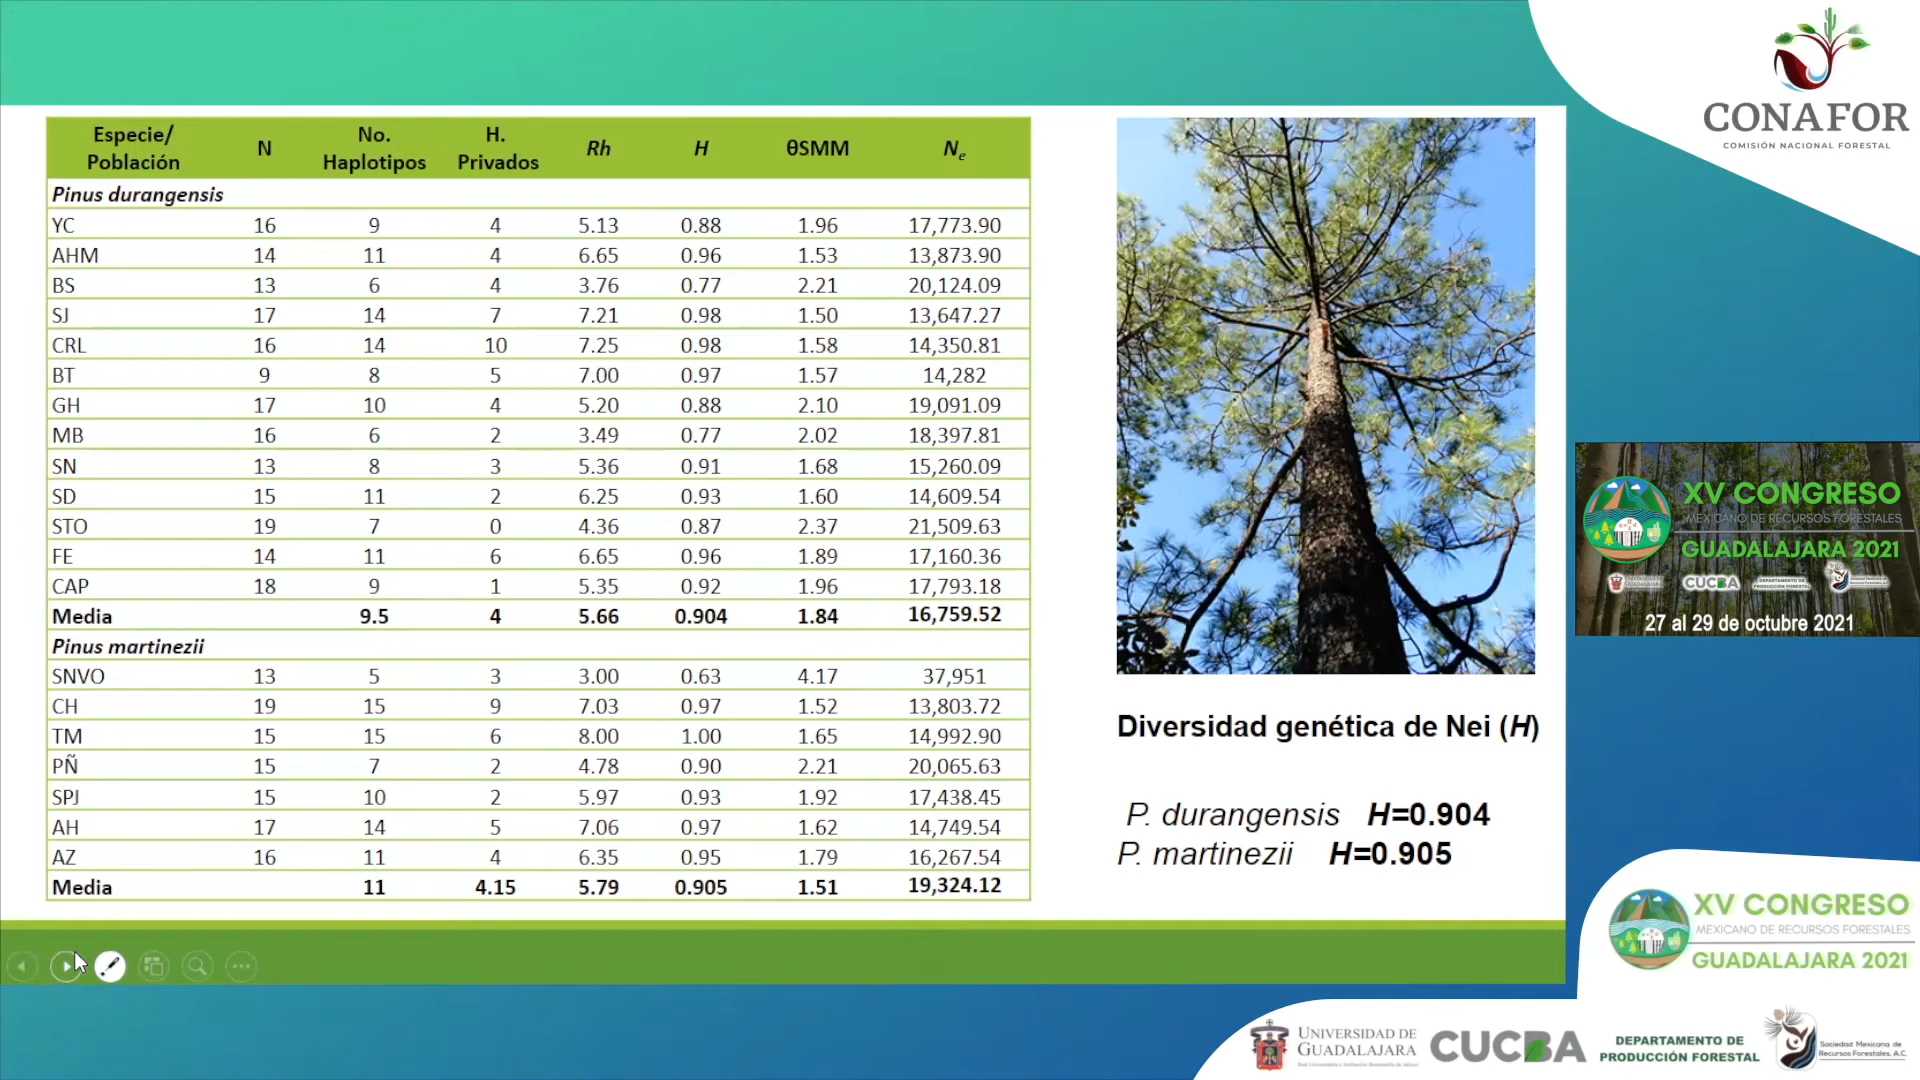 CONAFOR
COMISIÓN NACIONAL FORESTAL
Especie/ Población N No. Haplotipos H. Privados Rh H θSMM Ne
Pinus durangensis
YC 16 9 4 5.13 0.88 1.96 17,773.90
AHM 14 11 4 6.65 0.96 1.53 13,873.90
BS 13 6 4 3.76 0.77 2.21 20,124.09
SJ 17 14 7 7.21 0.98 1.50 13,647.27
CRL 16 14 10 7.25 0.98 1.58 14,350.81
BT 9 8 5 7.00 0.97 1.57 14,282
GH 17 10 4 5.20 0.88 2.10 19,091.09
MB 16 6 2 3.49 0.77 2.02 18,397.81
SN 13 8 3 5.36 0.91 1.68 15,260.09
SD 15 11 2 6.25 0.93 1.60 14,609.54
STO 19 7 0 4.36 0.87 2.37 21,509.63
FE 14 11 6 6.65 0.96 1.89 17,160.36
CAP 18 9 1 5.35 0.92 1.96 17,793.18
Media 9.5 4 5.66 0.904 1.84 16,759.52
Pinus martinezii
SNVO 13 5 3 3.00 0.63 4.17 37,951
CH 19 15 9 7.03 0.97 1.52 13,803.72
TM 15 15 6 8.00 1.00 1.65 14,992.90
PÑ 15 7 2 4.78 0.90 2.21 20,065.63
SPJ 15 10 2 5.97 0.93 1.92 17,438.45
AH 17 14 5 7.06 0.97 1.62 14,749.54
AZ 16 11 4 6.35 0.95 1.79 16,267.54
Media 11 4.15 5.79 0.905 1.51 19,324.12
Diversidad genética de Nei (H)
P. durangensis H=0.904
P. martinezii H=0.905
XV CONGRESO
MEXICANO DE RECURSOS FORESTALES
GUADALAJARA 2021
CUCBA
DEPARTAMENTO DE
PRODUCCIÓN FORESTAL
27 al 29 de octubre 2021
XV CONGRESO
MEXICANO DE RECURSOS FORESTALES
GUADALAJARA 2021
UNIVERSIDAD DE
GUADALAJARA
CUCBA
DEPARTAMENTO DE
PRODUCCIÓN FORESTAL
Sociedad Mexicana de
Recursos Forestales, A.C.